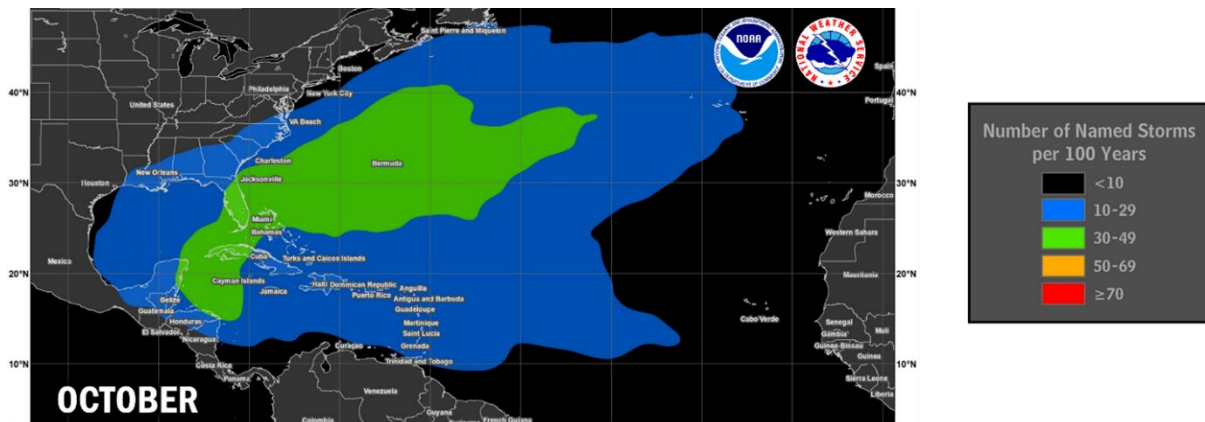 Saint Pierre and Miquelon
NOAA
NATIONAL WEATHER SERVICE
Boston
Spain
40°N
Philadelphia
New York City
40°N
United States
Portugal
VA Beach
Charleston
Bermuda
New Orleans
Jacksonville
Houston
30°N
30°N
Morocco
Miami
Bahamas
Western Sahara
Mexico
Cuba
Turks and Caicos Islands
20°N
20°N
Mauritania
Cayman Islands
Haiti
Dominican Republic
Anguilla
Jamaica
Puerto Rico
Antigua and Barbuda
Belize
Guadeloupe
Guatemala
Cabo Verde
Honduras
Martinique
Senegal
El Salvador
Saint Lucia
Gambia
Mali
Nicaragua
Curaçao
Grenada
Guinea-Bissau
10°N
Trinidad and Tobago
Guinea
10°N
Costa Rica
Panama
Sierra Leone
Venezuela
Liberia
OCTOBER
Guyana
Colombia
French Guiana
Number of Named Storms
per 100 Years
<10
10-29
30-49
50-69
≥70